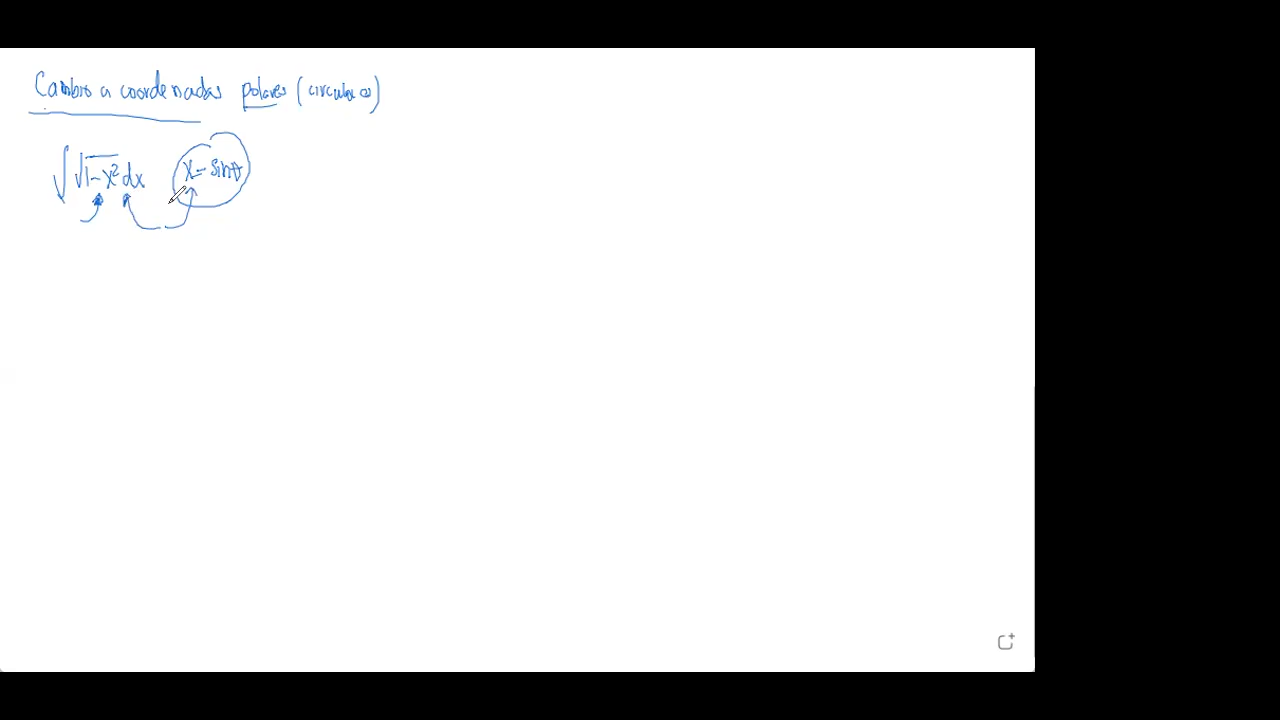 Cambio a coordenadas polares (circulares)
∫ √1-x² dx x = sinθ